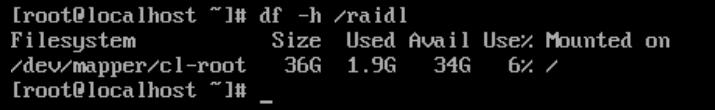 [root@localhost ~]# df -h /raidl
Filesystem Size Used Avail Use% Mounted on
/dev/mapper/cl-root 36G 1.9G 34G 6% /
[root@localhost ~]# _